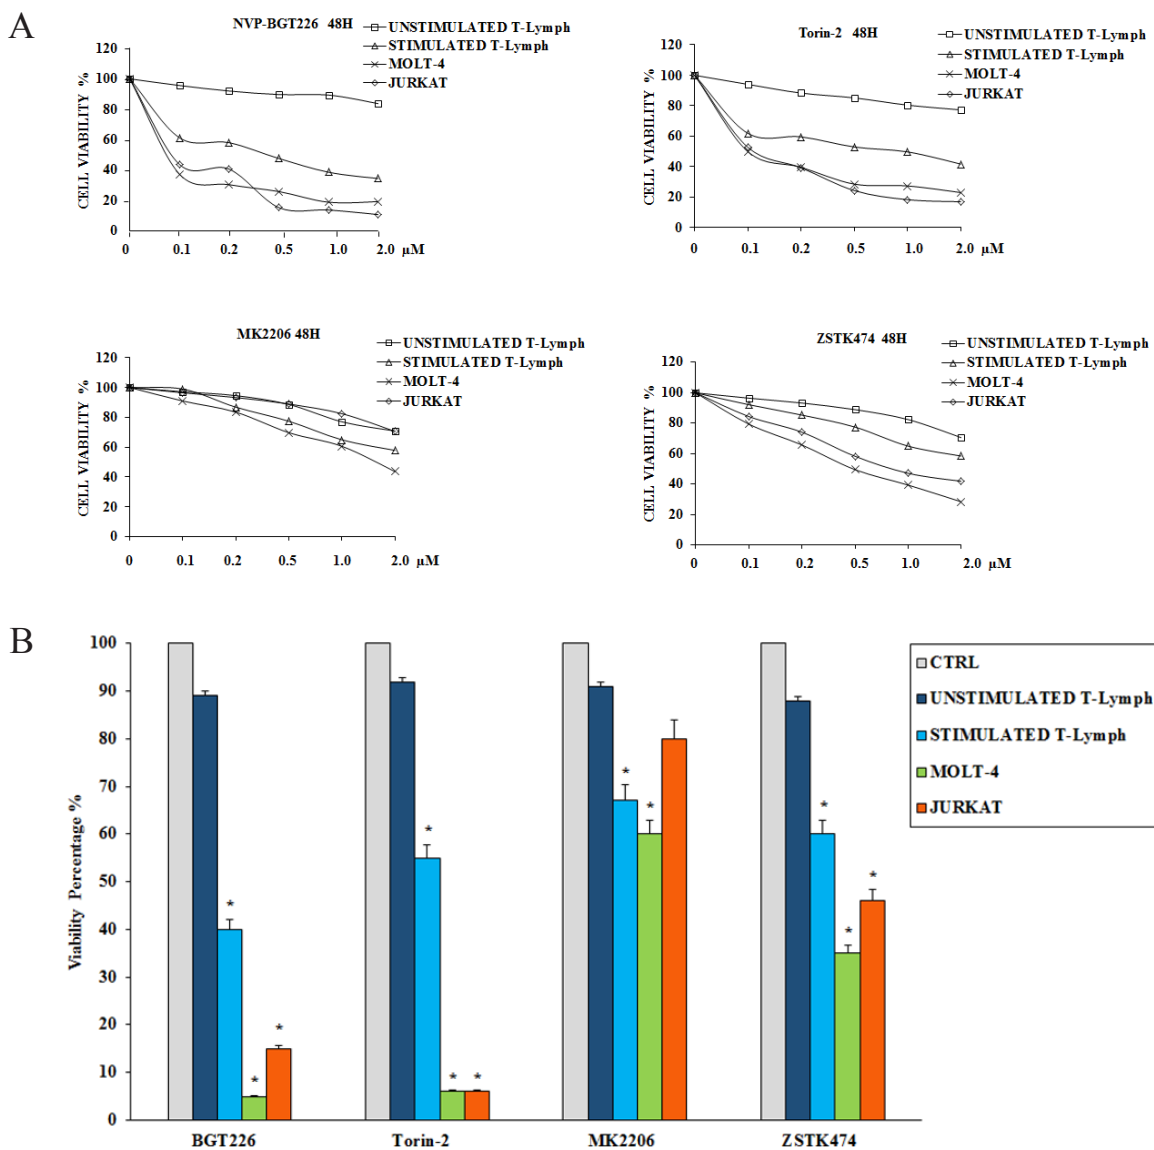 A
NVP-BGT226 48H
UNSTIMULATED T-Lymph
STIMULATED T-Lymph
MOLT-4
JURKAT
CELL VIABILITY %
120
100
80
60
40
20
0
0 0.1 0.2 0.5 1.0 2.0 µM
Torin-2 48H
UNSTIMULATED T-Lymph
STIMULATED T-Lymph
MOLT-4
JURKAT
CELL VIABILITY %
120
100
80
60
40
20
0
0 0.1 0.2 0.5 1.0 2.0 µM
MK2206 48H
UNSTIMULATED T-Lymph
STIMULATED T-Lymph
MOLT-4
JURKAT
CELL VIABILITY %
120
100
80
60
40
20
0
0 0.1 0.2 0.5 1.0 2.0 µM
ZSTK474 48H
UNSTIMULATED T-Lymph
STIMULATED T-Lymph
MOLT-4
JURKAT
CELL VIABILITY %
120
100
80
60
40
20
0
0 0.1 0.2 0.5 1.0 2.0 µM
B
Viability Percentage %
100
90
80
70
60
50
40
30
20
10
0
* * *
* * *
* *
* * *
BGT226 Torin-2 MK2206 ZSTK474
CTRL
UNSTIMULATED T-Lymph
STIMULATED T-Lymph
MOLT-4
JURKAT